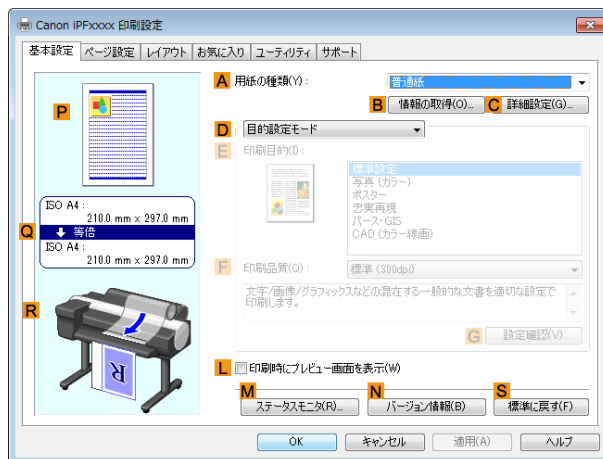 Canon iPFxxxx 印刷設定
基本設定 ページ設定 レイアウト お気に入り ユーティリティ サポート
A 用紙の種類(Y): 普通紙
B 情報の取得(O)... C 詳細設定(G)...
P
D 目的設定モード
E 印刷目的(I):
標準設定
写真 (カラー)
ポスター
忠実再現
パース・GIS
CAD (カラー線画)
ISO A4 :
210.0 mm x 297.0 mm
Q 等倍
ISO A4 :
210.0 mm x 297.0 mm
F 印刷品質(Q): 標準 (300dpi)
文字/画像/グラフィックスなどの混在する一般的な文書を適切な設定で
印刷します。
R
G 設定確認(V)
R
L 印刷時にプレビュー画面を表示(W)
M N S
ステータスモニタ(R)... バージョン情報(B) 標準に戻す(F)
OK キャンセル 適用(A) ヘルプ